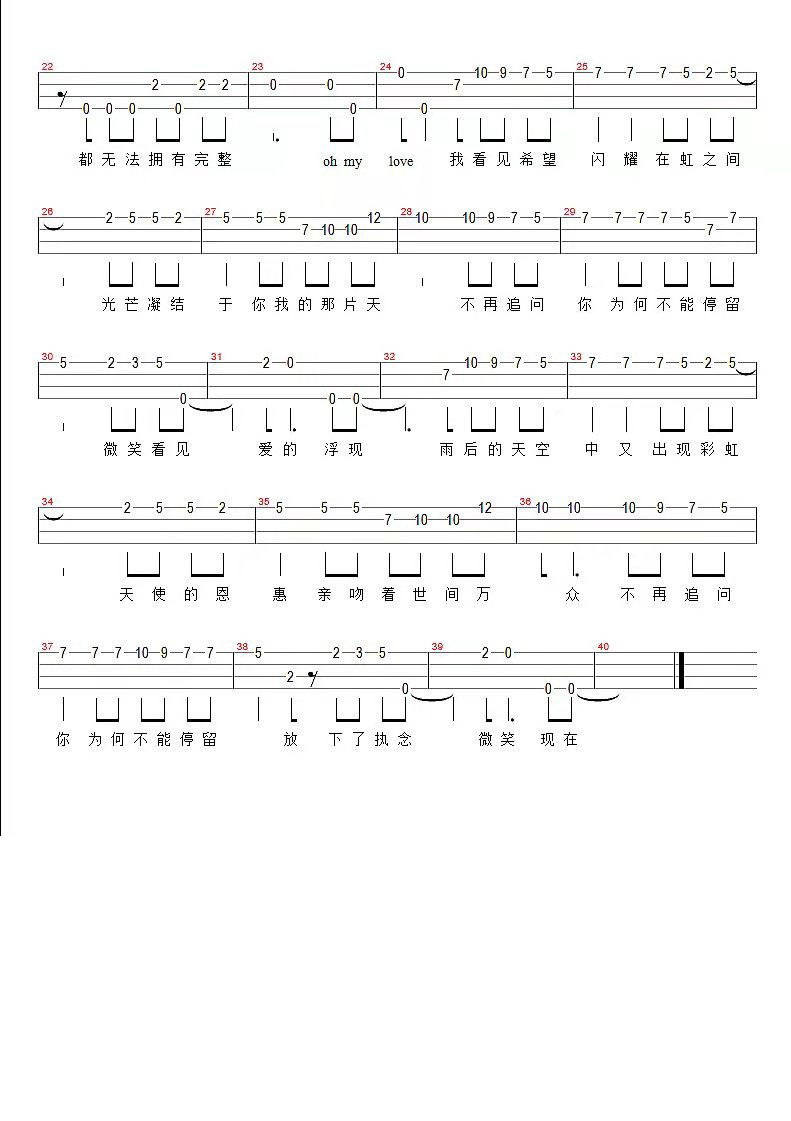 22 23 24 25
0 0 0 2 0 2 2 0 0 0 0 0 7 10 9 7 5 7 7 7 5 2 5
都 无 法 拥 有 完 整 oh my love 我 看 见 希 望 闪 耀 在 虹 之 间
26 27 28 29
2 5 5 2 5 5 5 7 10 10 12 10 10 9 7 5 7 7 7 7 5 7 7
光 芒 凝 结 于 你 我 的 那 片 天 不 再 追 问 你 为 何 不 能 停 留
30 31 32 33
5 2 3 5 0 2 0 0 0 7 10 9 7 5 7 7 7 5 2 5
微 笑 看 见 爱 的 浮 现 雨 后 的 天 空 中 又 出 现 彩 虹
34 35 36
2 5 5 2 5 5 5 7 10 10 12 10 10 10 9 7 5
天 使 的 恩 惠 亲 吻 着 世 间 万 众 不 再 追 问
37 38 39 40
7 7 7 10 9 7 7 5 2 2 3 5 0 2 0 0 0
你 为 何 不 能 停 留 放 下 了 执 念 微 笑 现 在